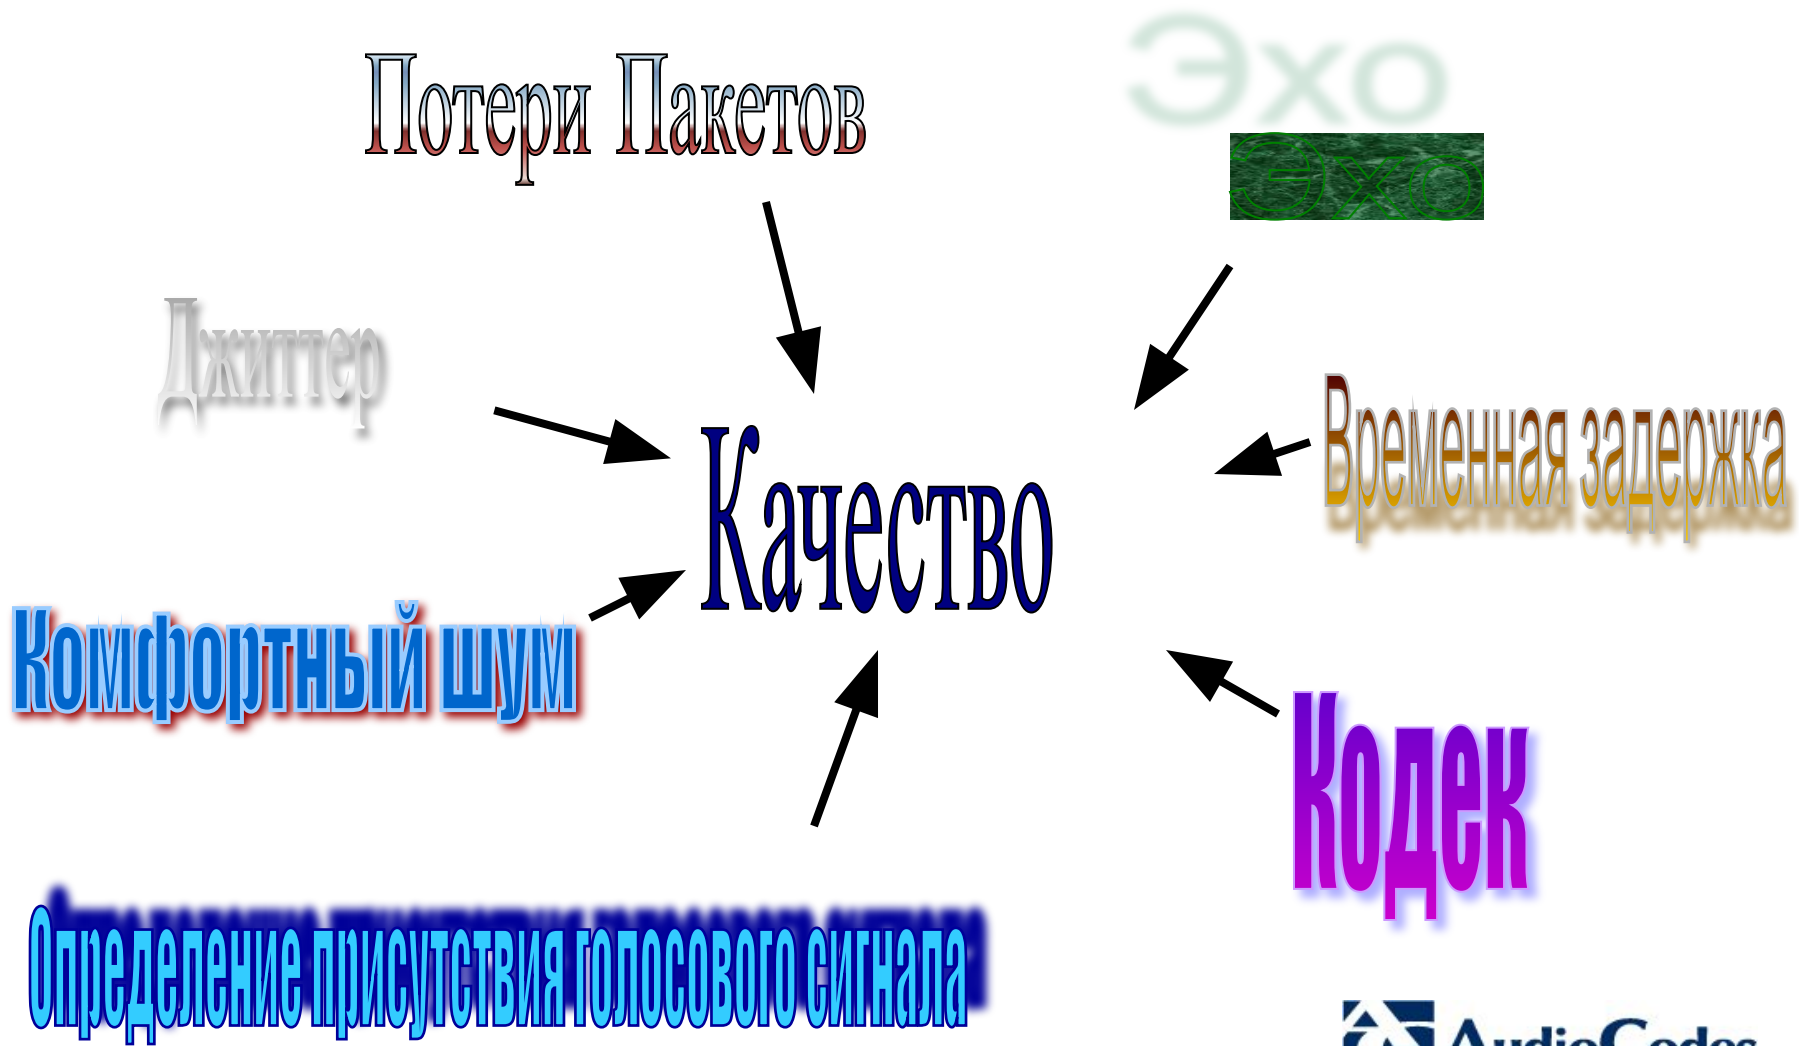 Потери Пакетов
Эхо
Эхо
Джиттер
Временная задержка
Качество
Комфортный шум
Кодек
Определение присутствия голосового сигнала
AudioCodes